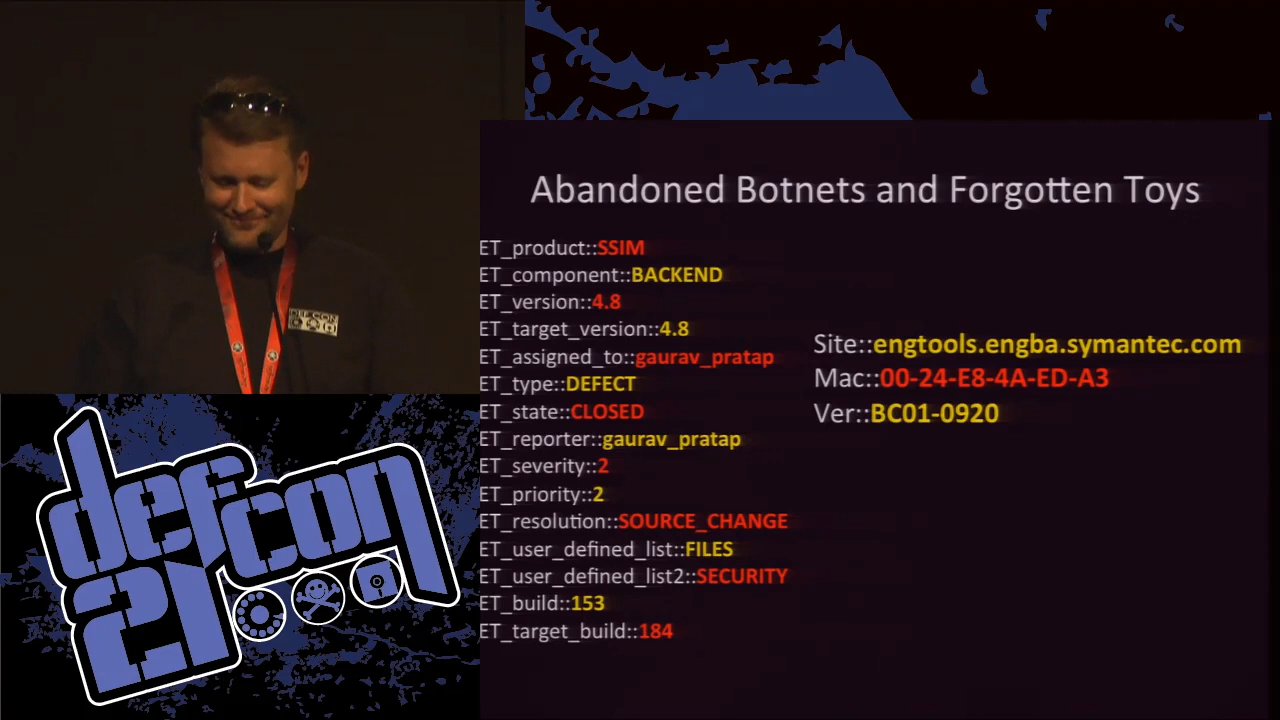 Abandoned Botnets and Forgotten Toys
ET_product::SSIM
ET_component::BACKEND
ET_version::4.8
ET_target_version::4.8
ET_assigned_to::gaurav_pratap
ET_type::DEFECT
ET_state::CLOSED
ET_reporter::gaurav_pratap
ET_severity::2
ET_priority::2
ET_resolution::SOURCE_CHANGE
ET_user_defined_list::FILES
ET_user_defined_list2::SECURITY
ET_build::153
ET_target_build::184
Site::engtools.engba.symantec.com
Mac::00-24-E8-4A-ED-A3
Ver::BC01-0920
DEFCON
defcon
21